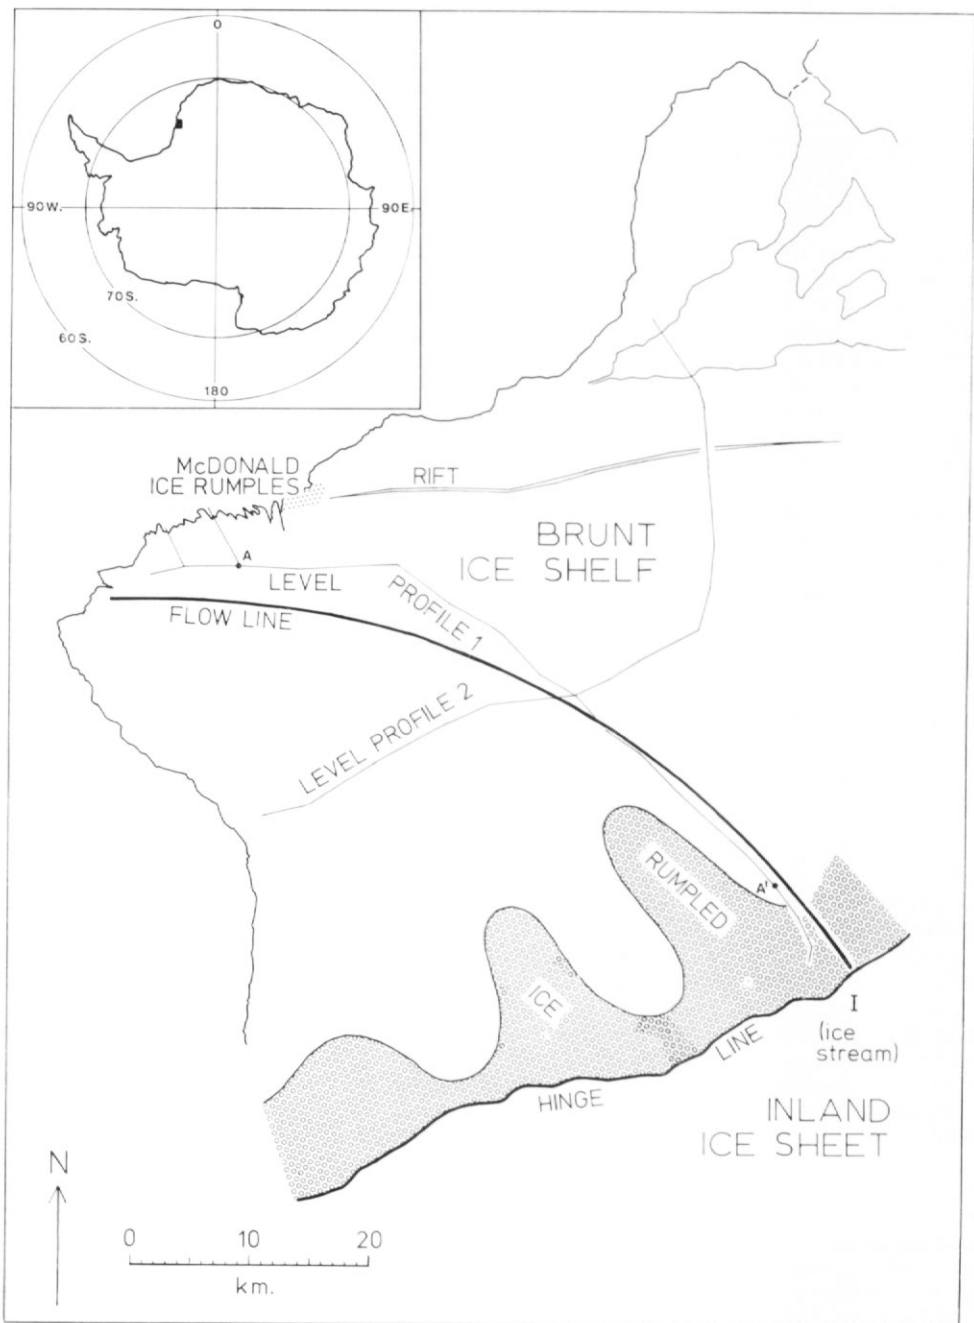 0
90W.
90E.
70S.
60S.
180
McDONALD
ICE RUMPLES
RIFT
BRUNT
ICE SHELF
A
LEVEL
PROFILE 1
FLOW LINE
LEVEL PROFILE 2
RUMPLED
A'
ICE
I
(ice
stream)
LINE
HINGE
INLAND
ICE SHEET
N
0 10 20
km.